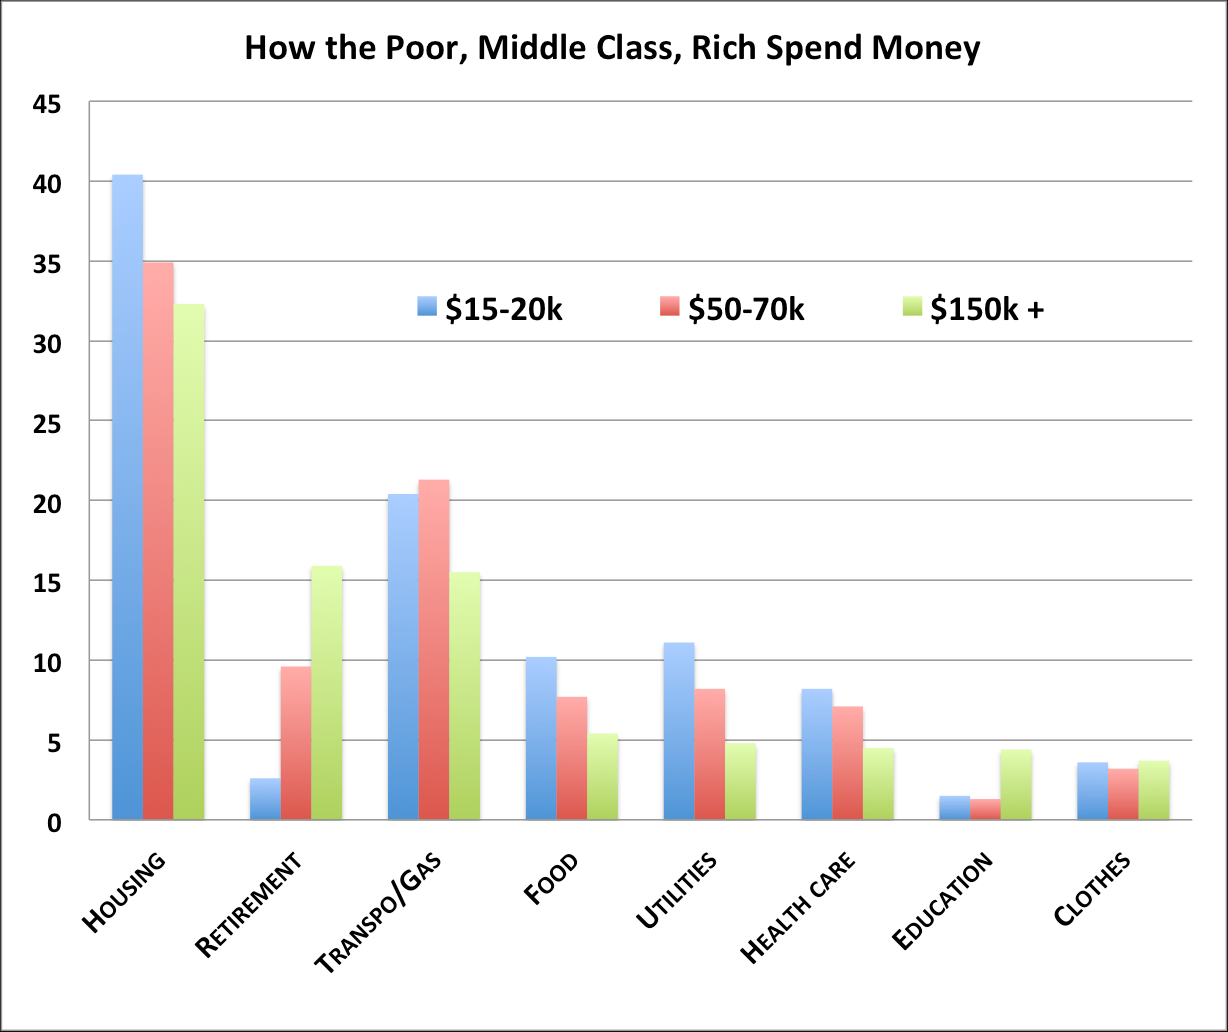 How the Poor, Middle Class, Rich Spend Money
45
40
35
30
25
20
15
10
5
0
$15-20k $50-70k $150k +
HOUSING
RETIREMENT
TRANSPO/GAS
FOOD
UTILITIES
HEALTH CARE
EDUCATION
CLOTHES